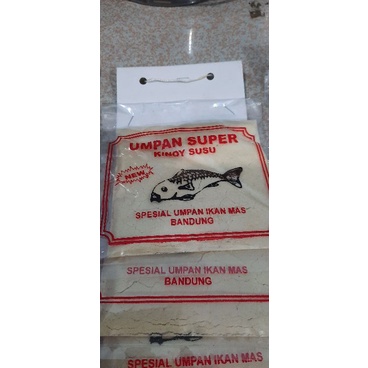 UMPAN SUPER
KINOY SUSU
NEW
SPESIAL UMPAN IKAN MAS
BANDUNG
SPESIAL UMPAN IKAN MAS
BANDUNG
SPESIAL UMPAN IKAN MAS